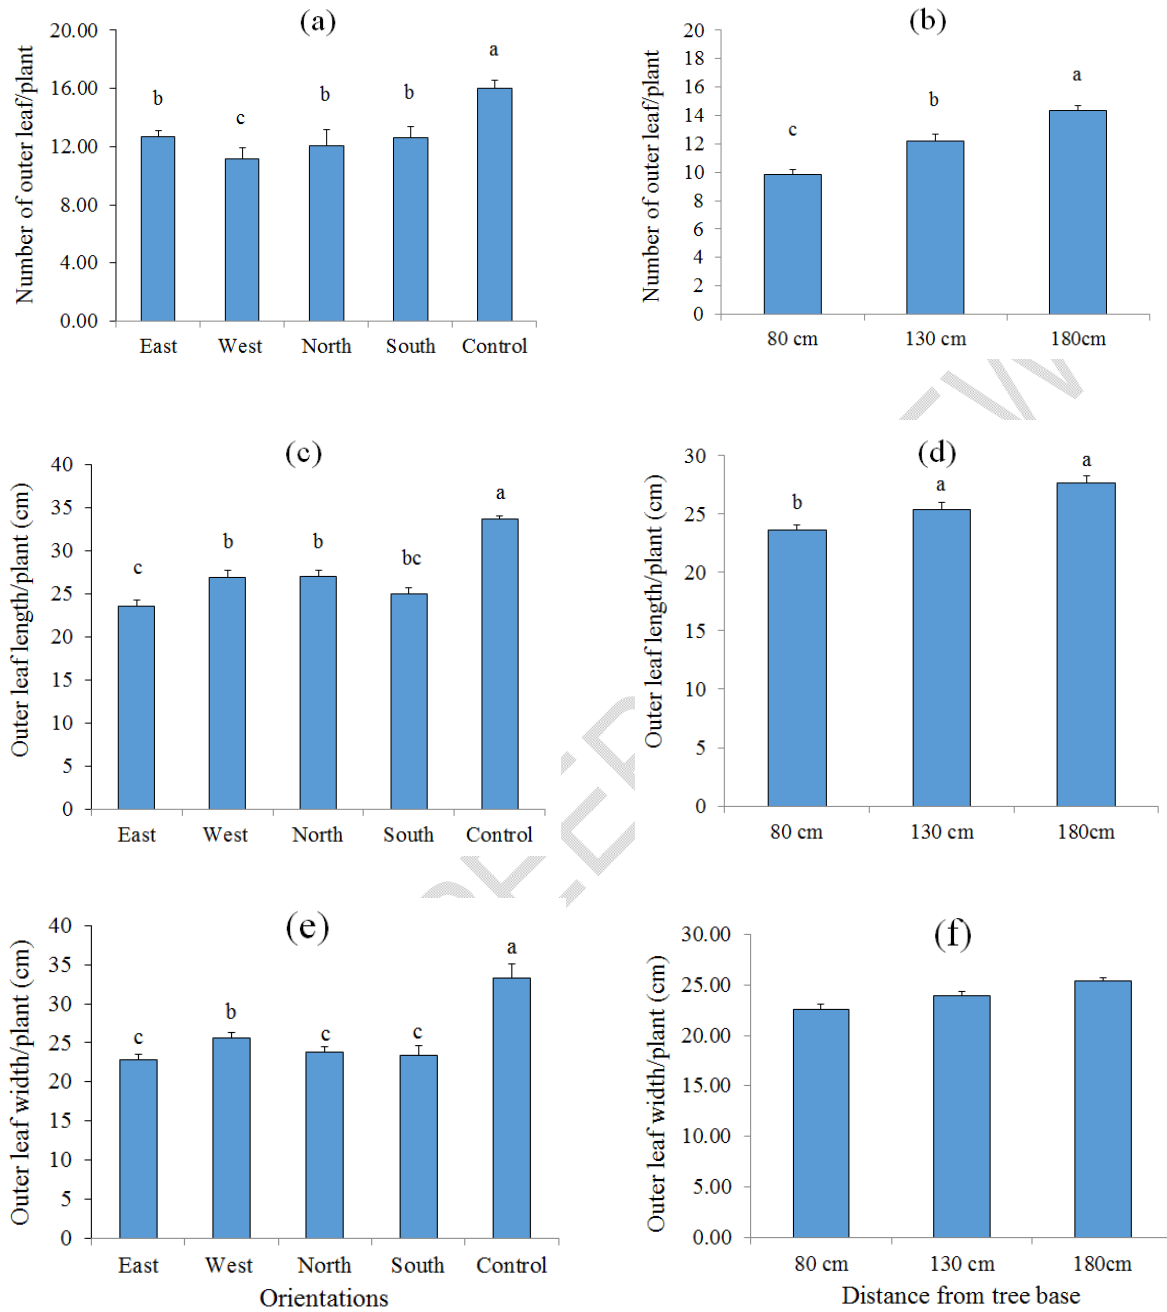 (a)
Number of outer leaf/plant
20.00
16.00
12.00
8.00
4.00
0.00
b
c
b
b
a
East West North South Control
(b)
Number of outer leaf/plant
20
18
16
14
12
10
8
6
4
2
0
c
b
a
80 cm 130 cm 180cm
(c)
Outer leaf length/plant (cm)
40
35
30
25
20
15
10
5
0
c
b
b
bc
a
East West North South Control
(d)
Outer leaf length/plant (cm)
30
25
20
15
10
5
0
b
a
a
80 cm 130 cm 180cm
(e)
Outer leaf width/plant (cm)
40
35
30
25
20
15
10
5
0
c
b
c
c
a
East West North South Control
Orientations
(f)
Outer leaf width/plant (cm)
30.00
25.00
20.00
15.00
10.00
5.00
0.00
80 cm 130 cm 180cm
Distance from tree base